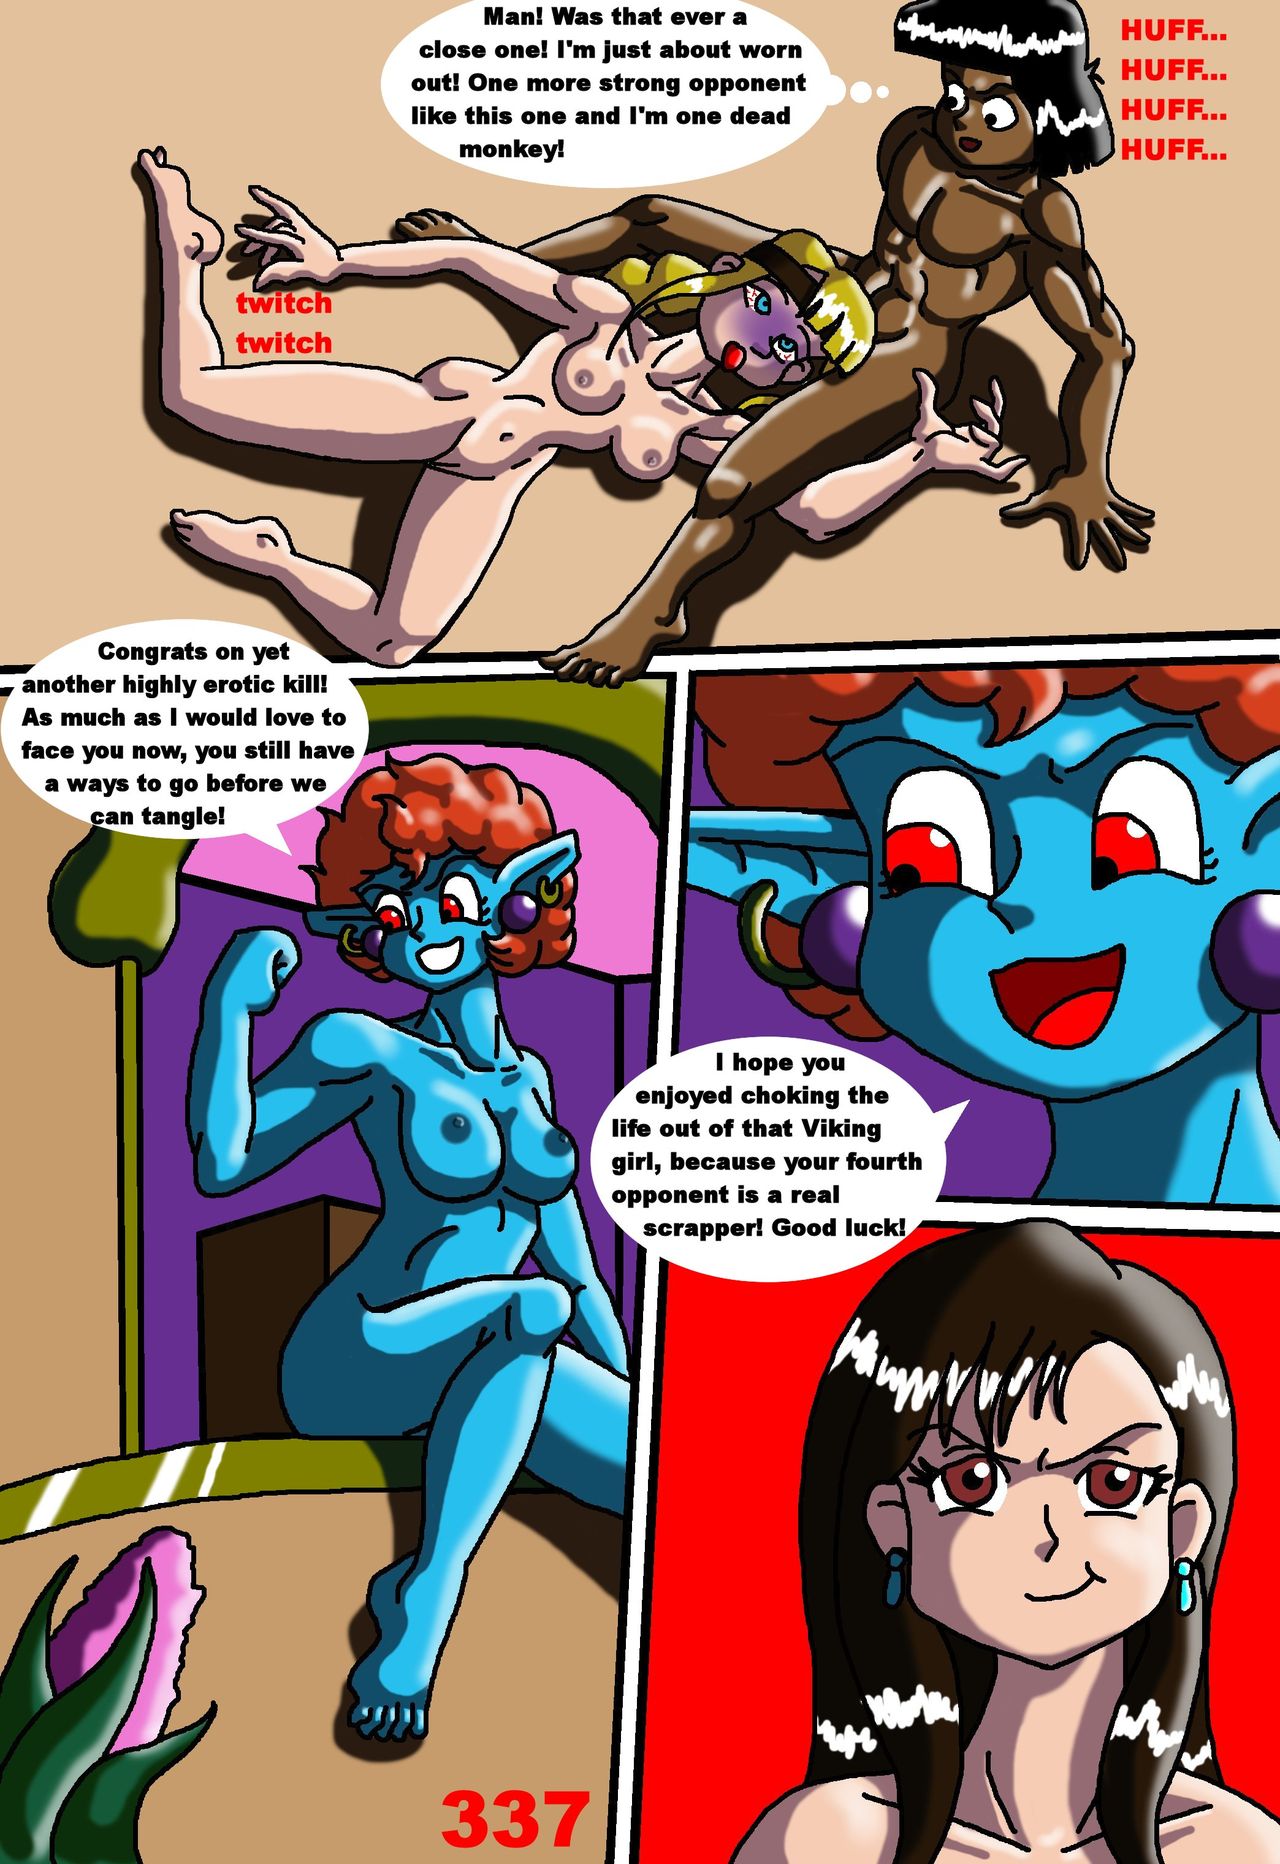 Man! Was that ever a
close one! I'm just about worn
out! One more strong opponent
like this one and I'm one dead
monkey!
HUFF...
HUFF...
HUFF...
HUFF...
twitch
twitch
Congrats on yet
another highly erotic kill!
As much as I would love to
face you now, you still have
a ways to go before we
can tangle!
I hope you
enjoyed choking the
life out of that Viking
girl, because your fourth
opponent is a real
scrapper! Good luck!
337